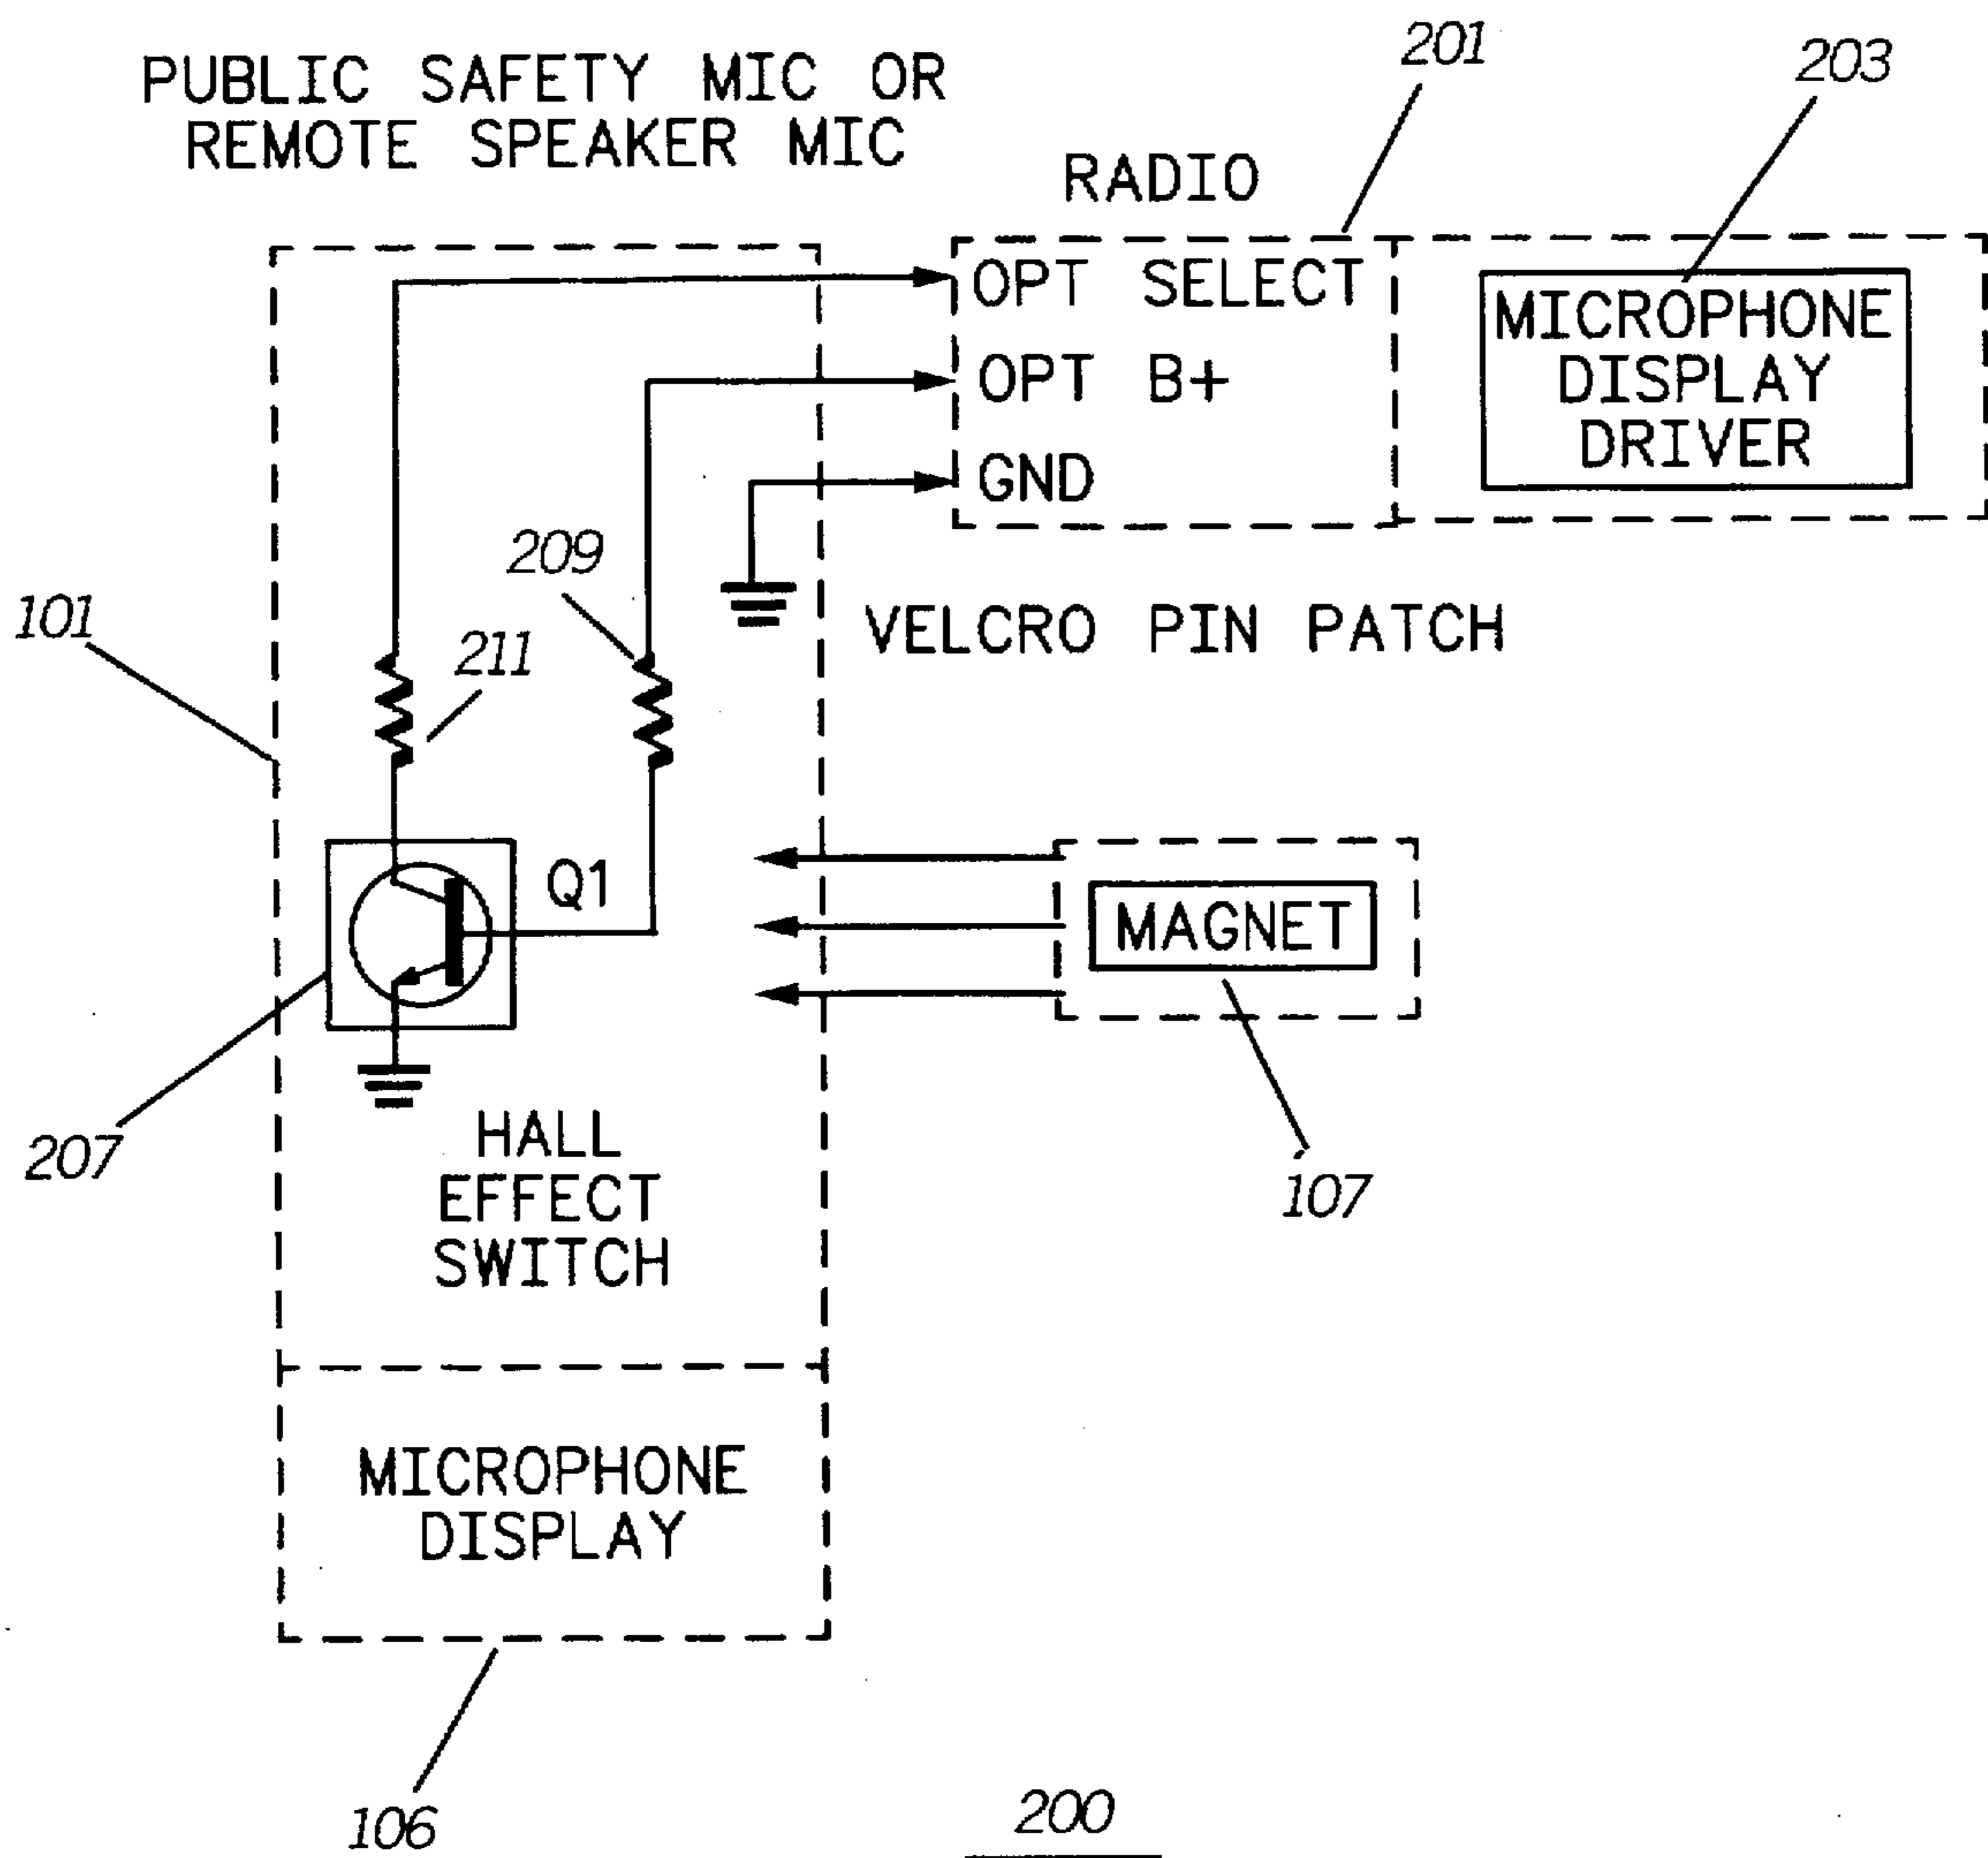 201
203
PUBLIC SAFETY MIC OR
REMOTE SPEAKER MIC
RADIO
OPT SELECT
OPT B+
GND
MICROPHONE
DISPLAY
DRIVER
209
211
101
VELCRO PIN PATCH
Q1
MAGNET
207
107
HALL
EFFECT
SWITCH
MICROPHONE
DISPLAY
106
200